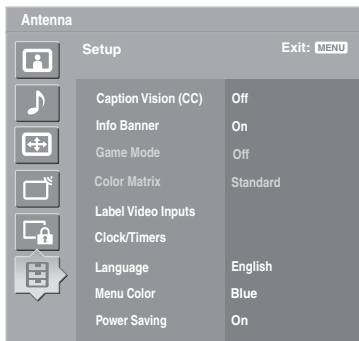 Antenna
Setup Exit: MENU
Caption Vision (CC) Off
Info Banner On
Game Mode Off
Color Matrix Standard
Label Video Inputs
Clock/Timers
Language English
Menu Color Blue
Power Saving On